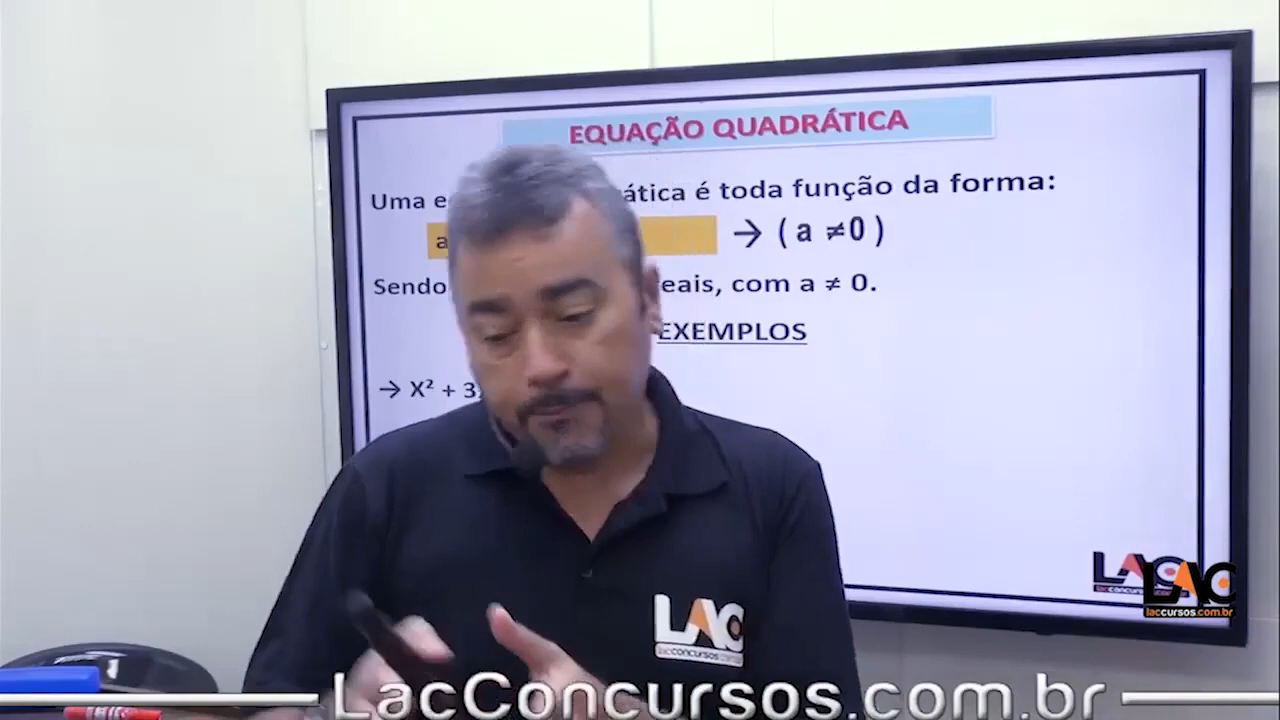 EQUAÇÃO QUADRÁTICA
Uma e ática é toda função da forma:
a → ( a ≠0 )
Sendo eais, com a ≠ 0.
EXEMPLOS
→ X² + 3
LAC
laccursos.com.br
LAC
lacconcursos.com.br
LacConcursos.com.br